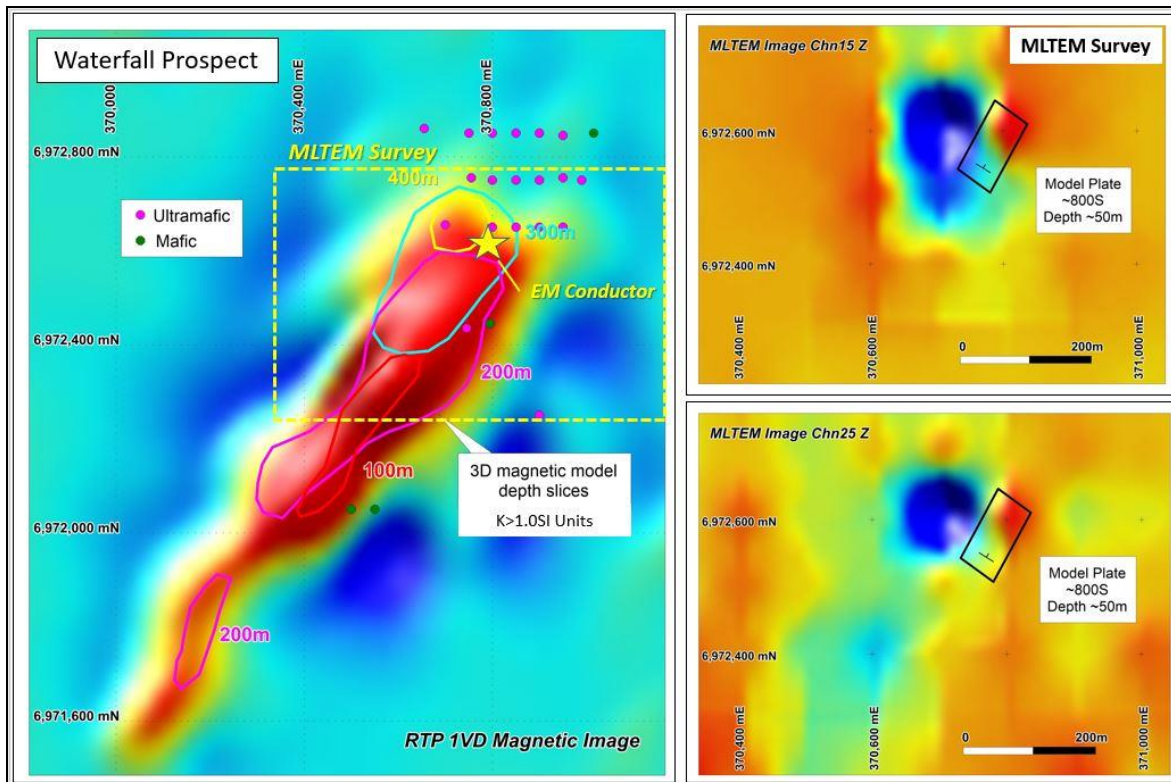 Waterfall Prospect
370,000 mE
370,400 mE
370,800 mE
6,972,800 mN
MLTEM Survey
400m
Ultramafic
Mafic
300m
EM Conductor
6,972,400 mN
200m
100m
3D magnetic model
depth slices
K>1.0SI Units
6,972,000 mN
200m
6,971,600 mN
RTP 1VD Magnetic Image
MLTEM Image Chn15 Z
MLTEM Survey
6,972,600 mN
Model Plate
~800S
Depth ~50m
6,972,400 mN
370,400 mE
370,600 mE
371,000 mE
0
200m
MLTEM Image Chn25 Z
6,972,600 mN
Model Plate
~800S
Depth ~50m
6,972,400 mN
370,400 mE
370,600 mE
371,000 mE
0
200m